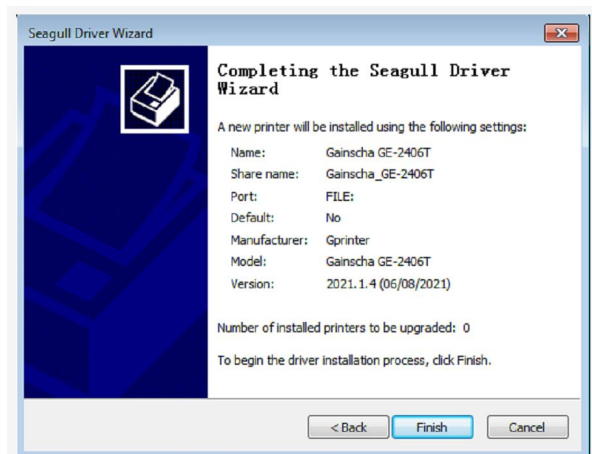 Seagull Driver Wizard
Completing the Seagull Driver
Wizard
A new printer will be installed using the following settings:
Name: Gainscha GE-2406T
Share name: Gainscha_GE-2406T
Port: FILE:
Default: No
Manufacturer: Gprinter
Model: Gainscha GE-2406T
Version: 2021.1.4 (06/08/2021)
Number of installed printers to be upgraded: 0
To begin the driver installation process, click Finish.
< Back Finish Cancel